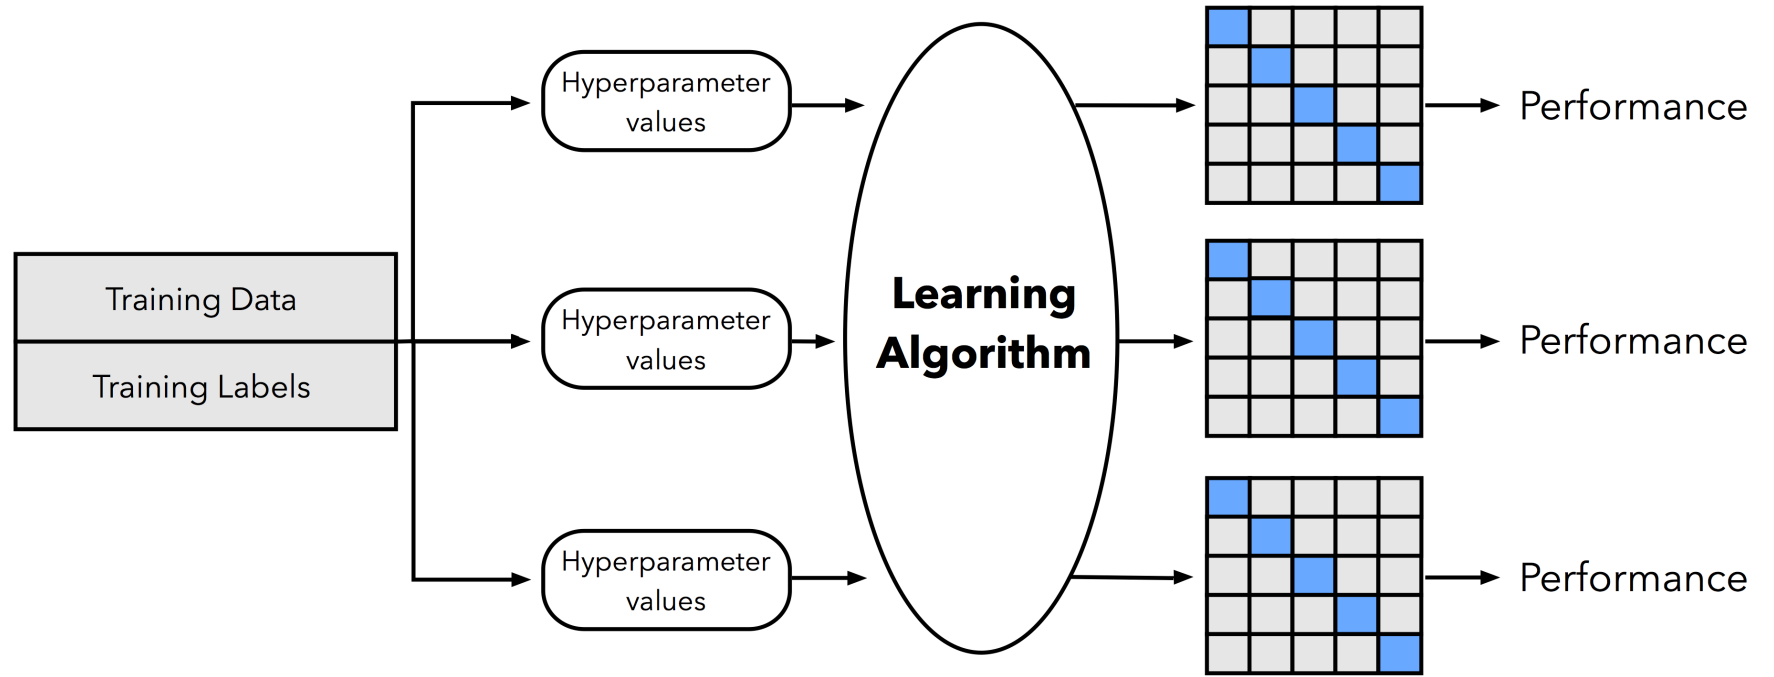 Training Data
Training Labels
Hyperparameter
values
Hyperparameter
values
Hyperparameter
values
Learning
Algorithm
Performance
Performance
Performance